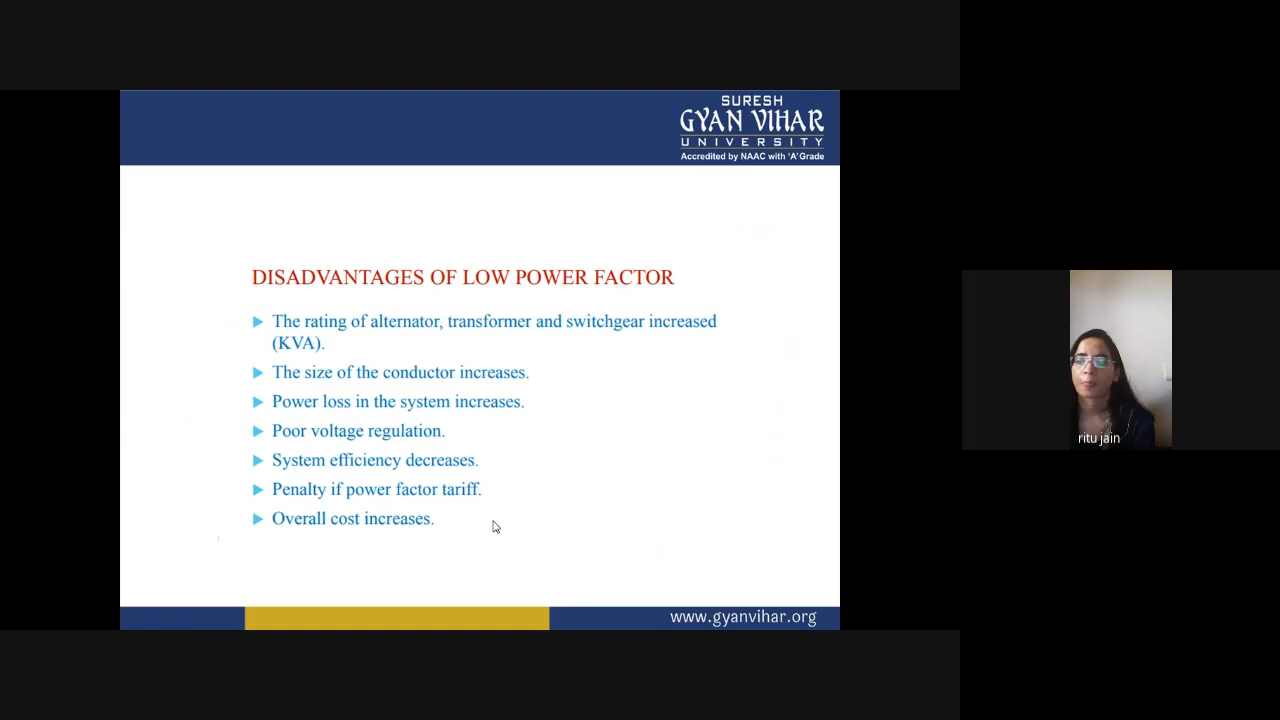 SURESH
GYAN VIHAR
UNIVERSITY
Accredited by NAAC with 'A' Grade
DISADVANTAGES OF LOW POWER FACTOR
The rating of alternator, transformer and switchgear increased
(KVA).
The size of the conductor increases.
Power loss in the system increases.
Poor voltage regulation.
System efficiency decreases.
Penalty if power factor tariff.
Overall cost increases.
www.gyanvihar.org
ritu jain